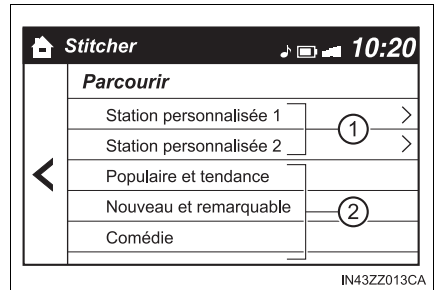 Stitcher 10:20
Parcourir
Station personnalisée 1
1
Station personnalisée 2
Populaire et tendance
Nouveau et remarquable
2
Comédie
IN43ZZ013CA